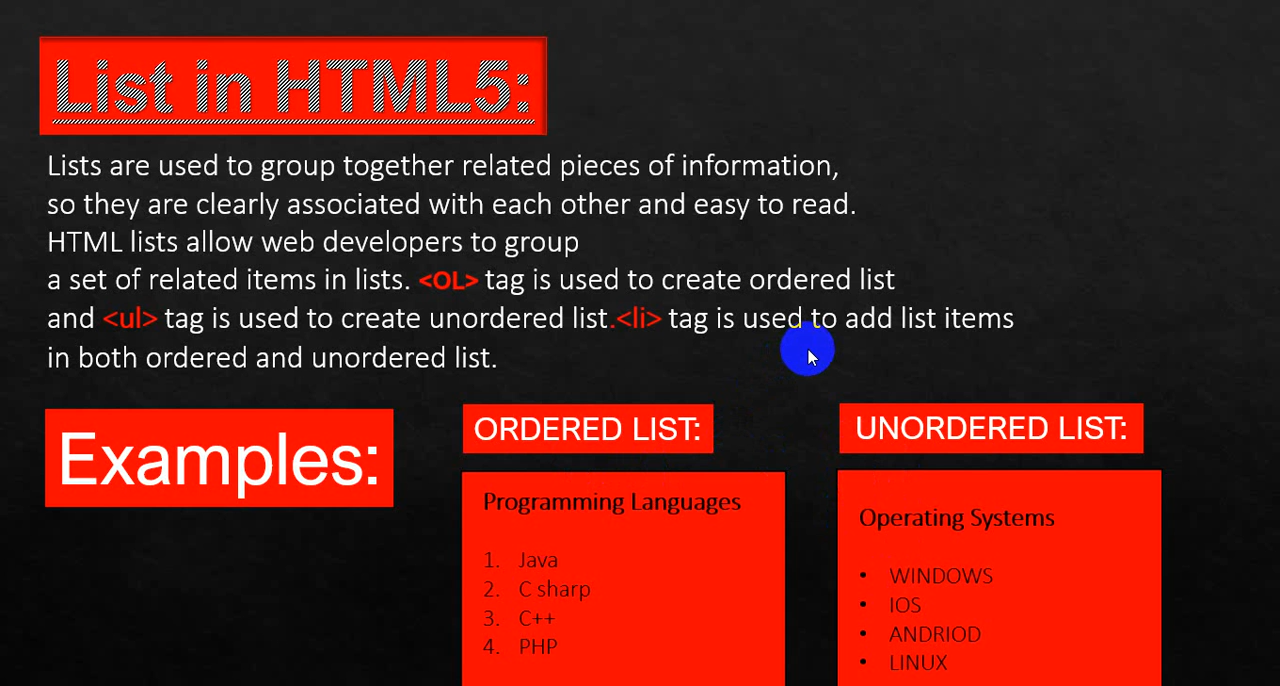 List in HTML5:
Lists are used to group together related pieces of information,
so they are clearly associated with each other and easy to read.
HTML lists allow web developers to group
a set of related items in lists. <OL> tag is used to create ordered list
and <ul> tag is used to create unordered list.<li> tag is used to add list items
in both ordered and unordered list.
Examples:
ORDERED LIST:
Programming Languages
1. Java
2. C sharp
3. C++
4. PHP
UNORDERED LIST:
Operating Systems
• WINDOWS
• IOS
• ANDRIOD
• LINUX